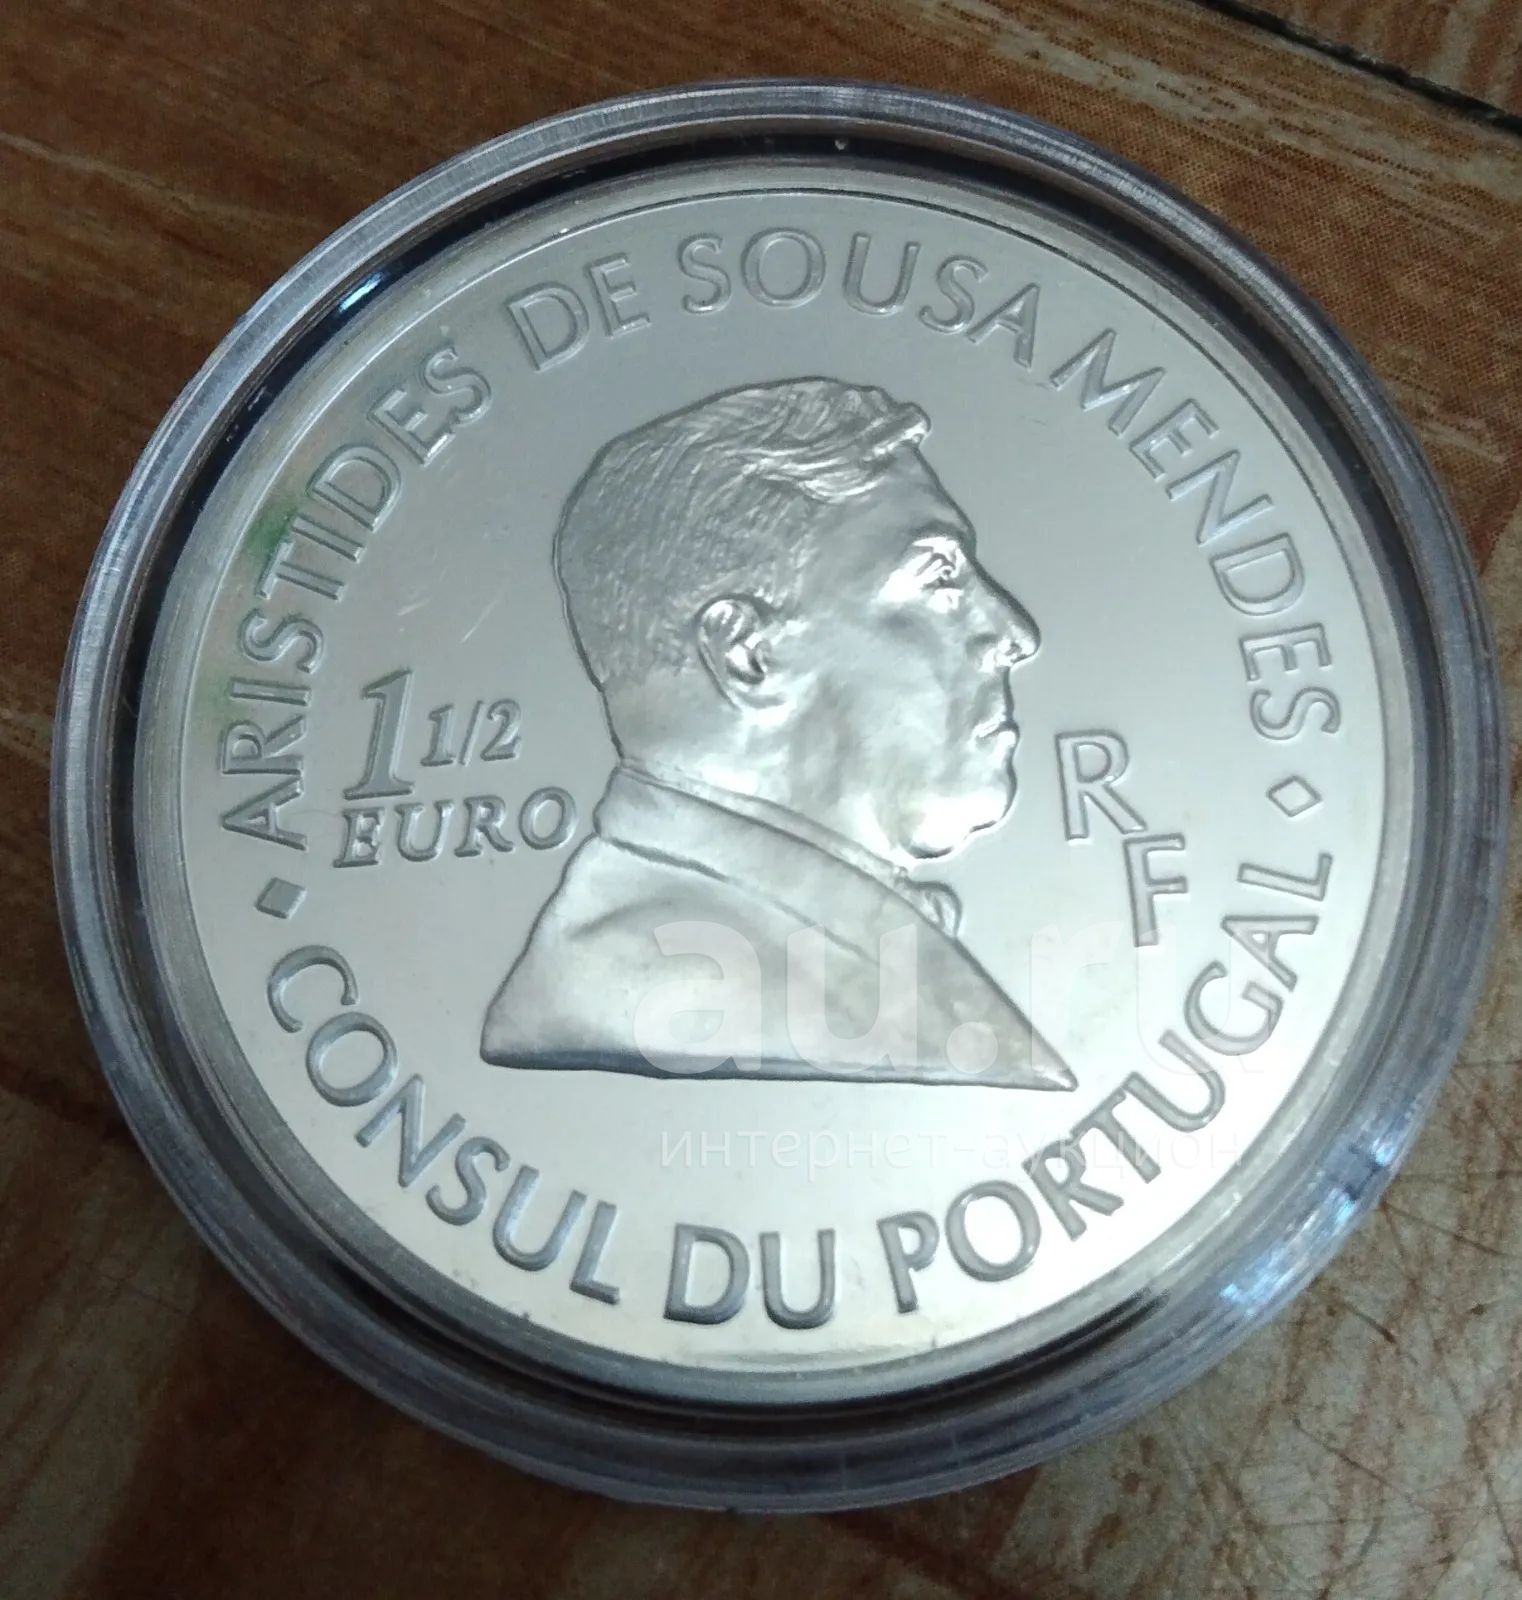 ARISTIDES DE SOUSA MENDES
1 1/2
EURO
R
F
CONSUL DU PORTUGAL
au.ru
интернет-аукцион